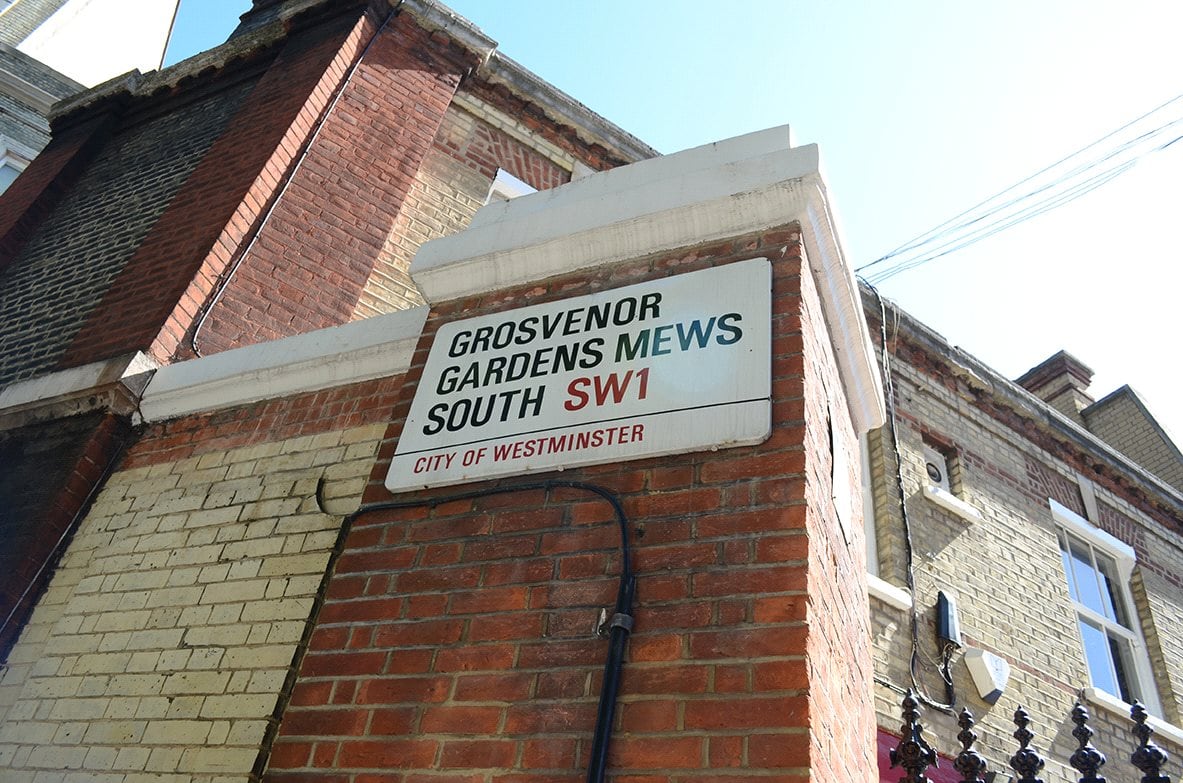 GROSVENOR
GARDENS MEWS
SOUTH SW1
CITY OF WESTMINSTER